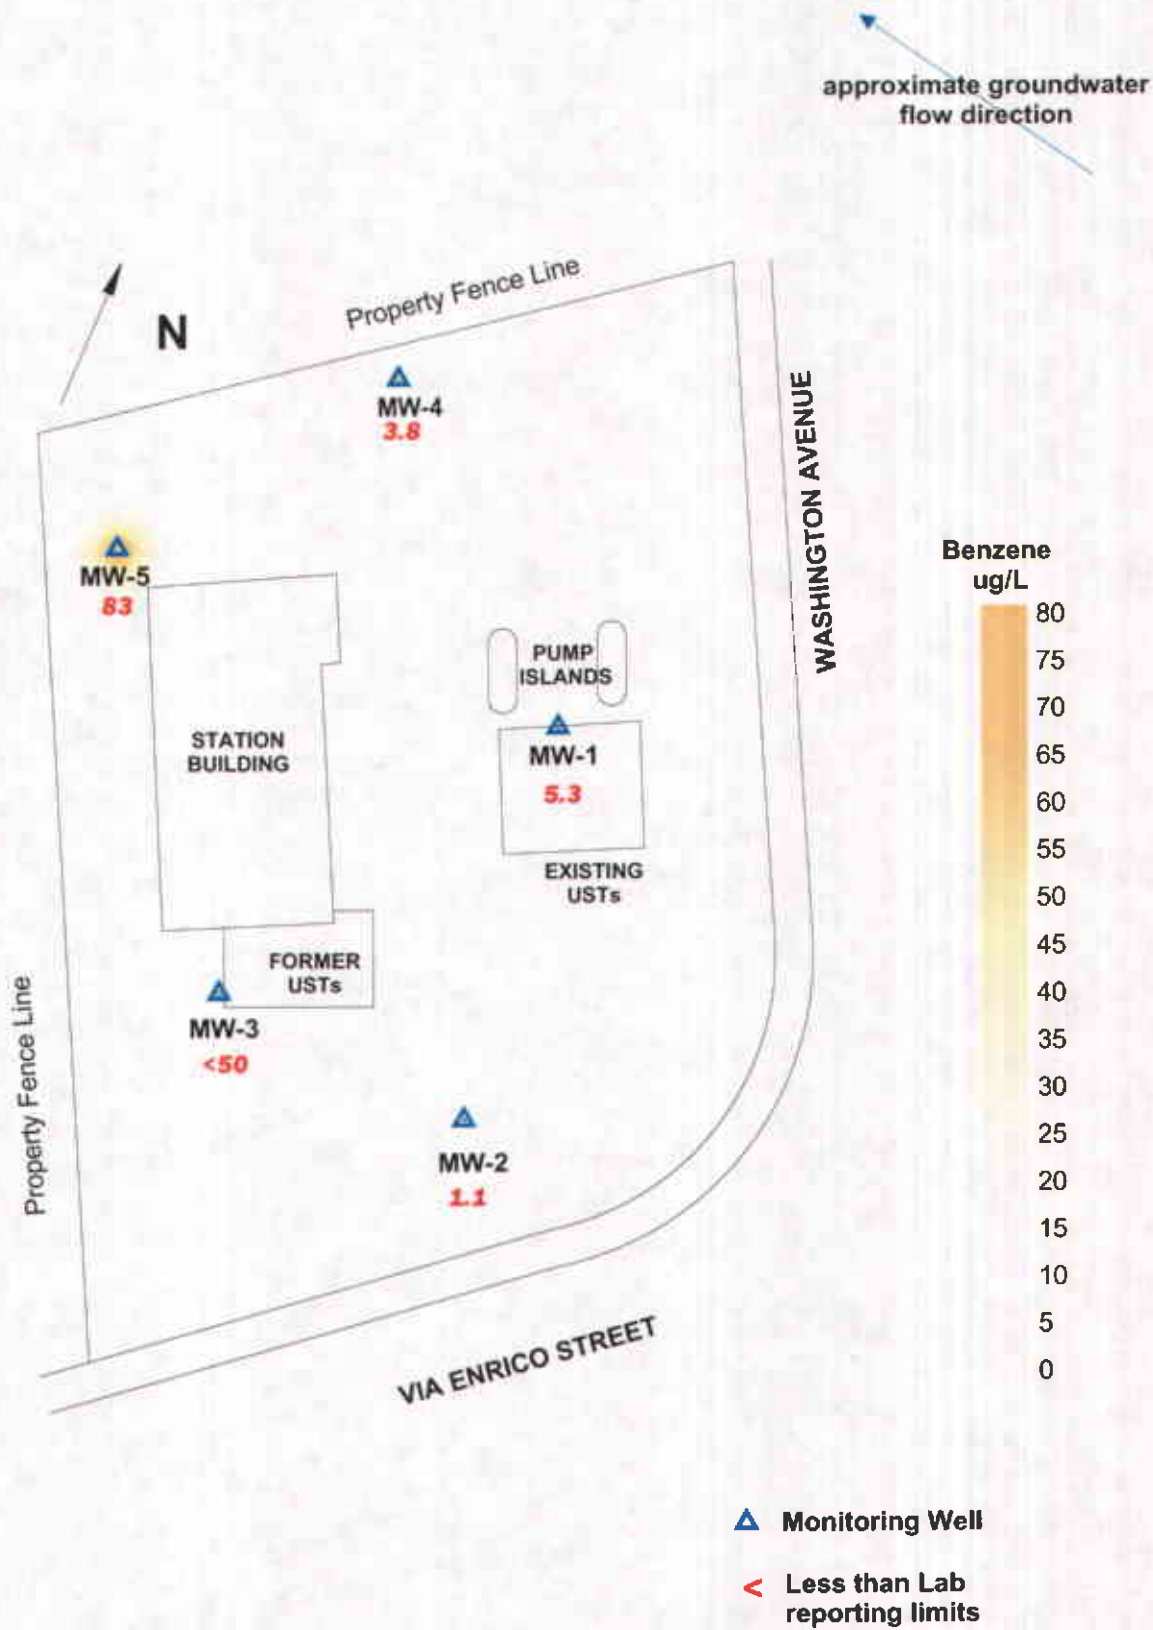 approximate groundwater
flow direction
Property Fence Line
N
MW-4
3.8
MW-5
83
WASHINGTON AVENUE
PUMP
ISLANDS
STATION
BUILDING
MW-1
5.3
EXISTING
USTs
FORMER
USTs
MW-3
<50
Property Fence Line
MW-2
1.1
VIA ENRICO STREET
Benzene
ug/L
80
75
70
65
60
55
50
45
40
35
30
25
20
15
10
5
0
Monitoring Well
< Less than Lab
reporting limits